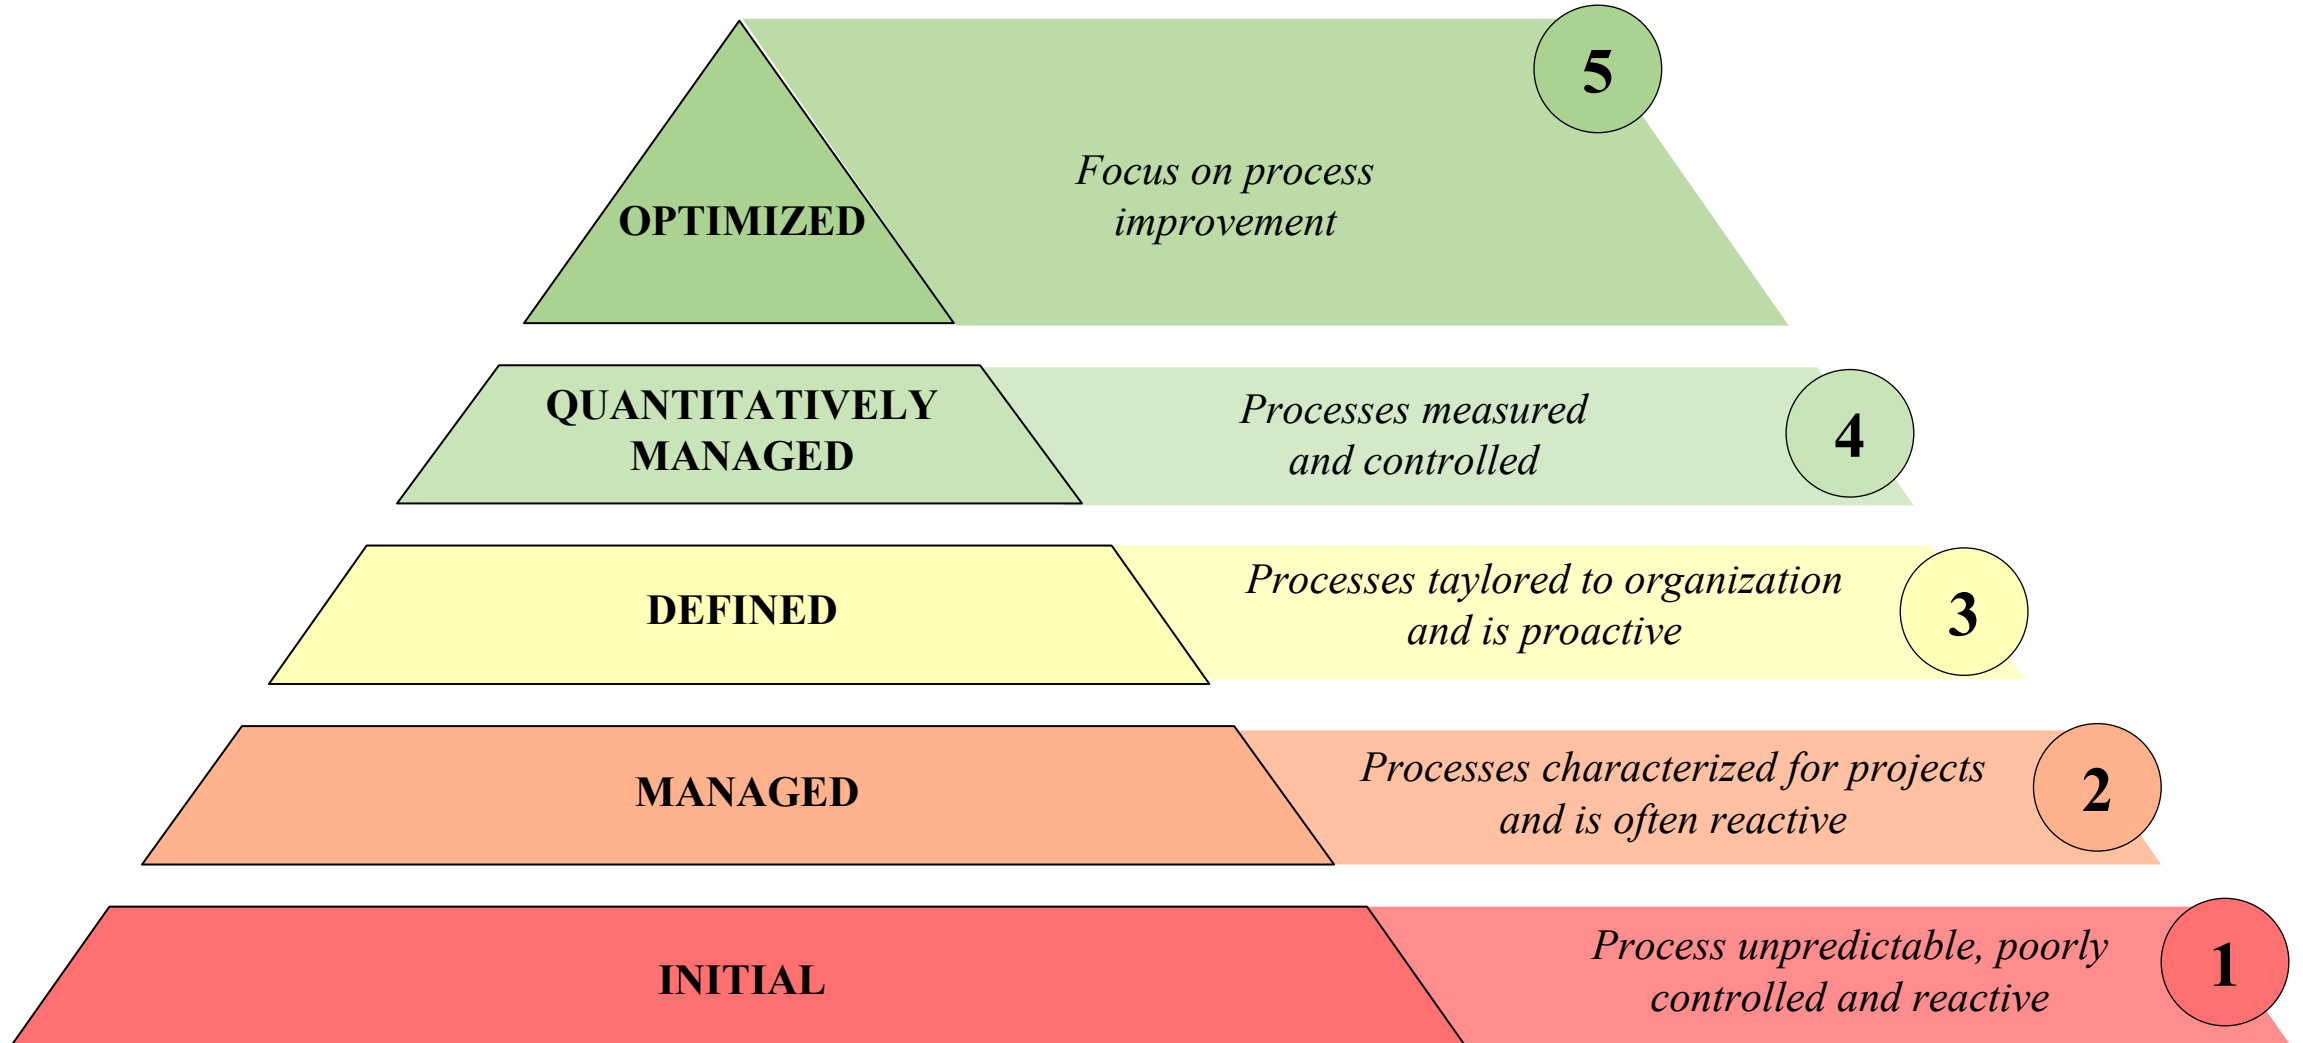 5
Focus on process
improvement
OPTIMIZED
QUANTITATIVELY
MANAGED
Processes measured
and controlled
4
DEFINED
Processes taylored to organization
and is proactive
3
MANAGED
Processes characterized for projects
and is often reactive
2
INITIAL
Process unpredictable, poorly
controlled and reactive
1